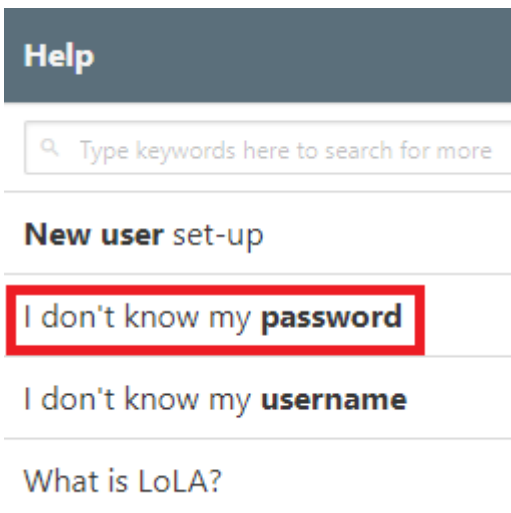 Help
Type keywords here to search for more
New user set-up
I don't know my password
I don't know my username
What is LoLA?